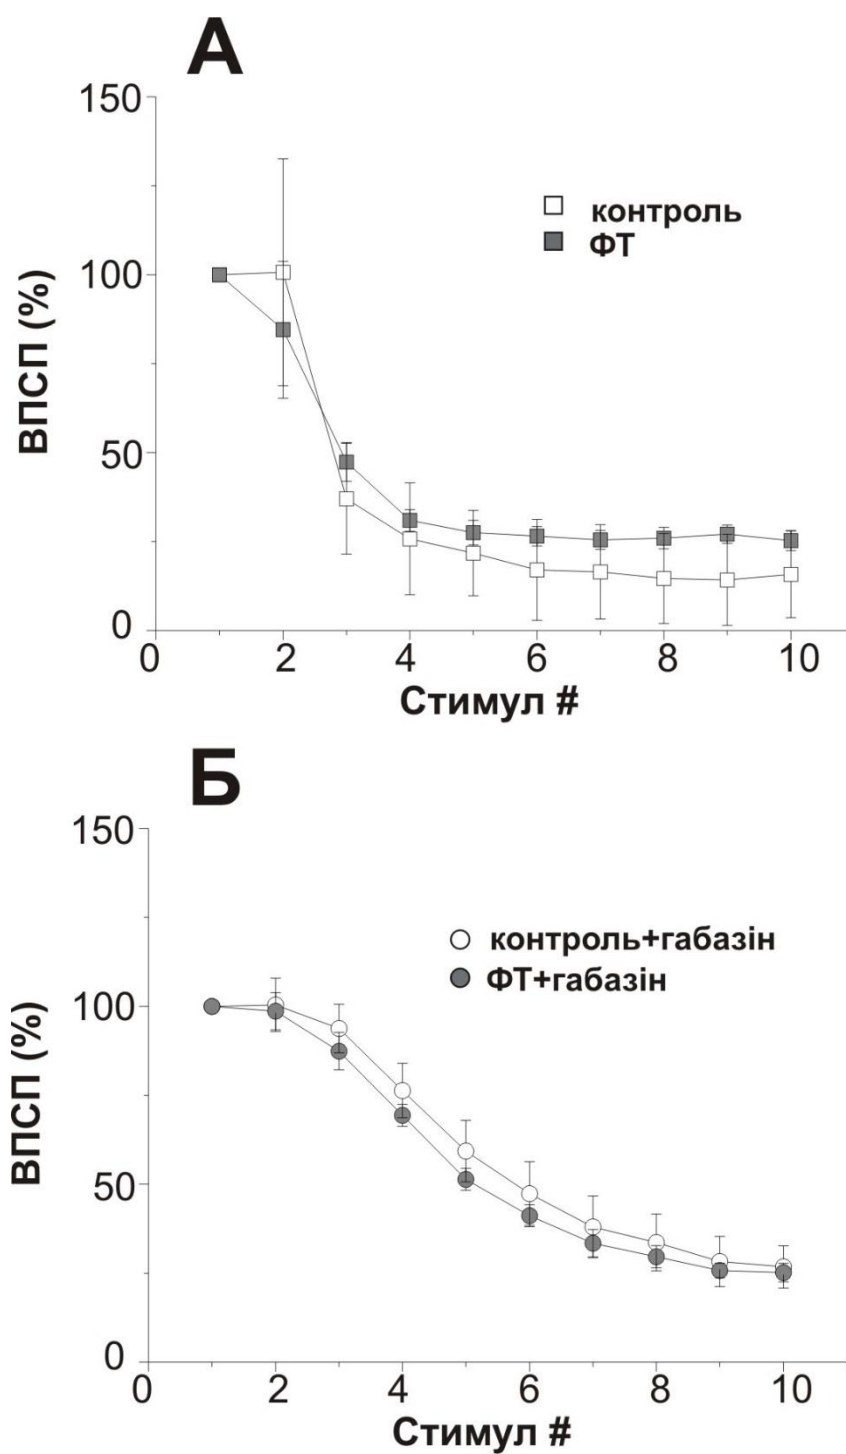 А
150
100
50
0
ВПСП (%)
контроль
ФТ
0 2 4 6 8 10
Стимул #
Б
150
100
50
0
ВПСП (%)
контроль+габазін
ФТ+габазін
0 2 4 6 8 10
Стимул #